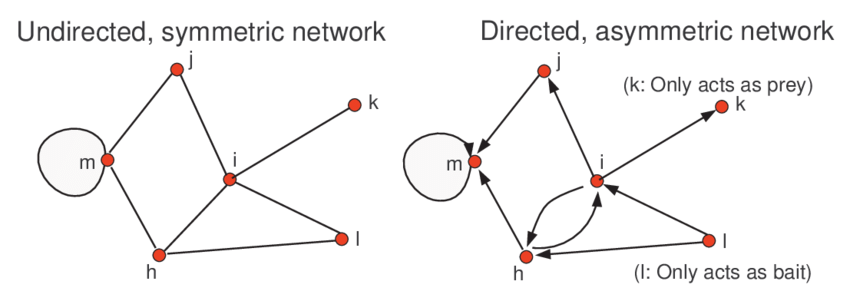 Undirected, symmetric network
Directed, asymmetric network
j
k
m
i
h
l
j
(k: Only acts as prey)
k
m
i
l
h
(l: Only acts as bait)